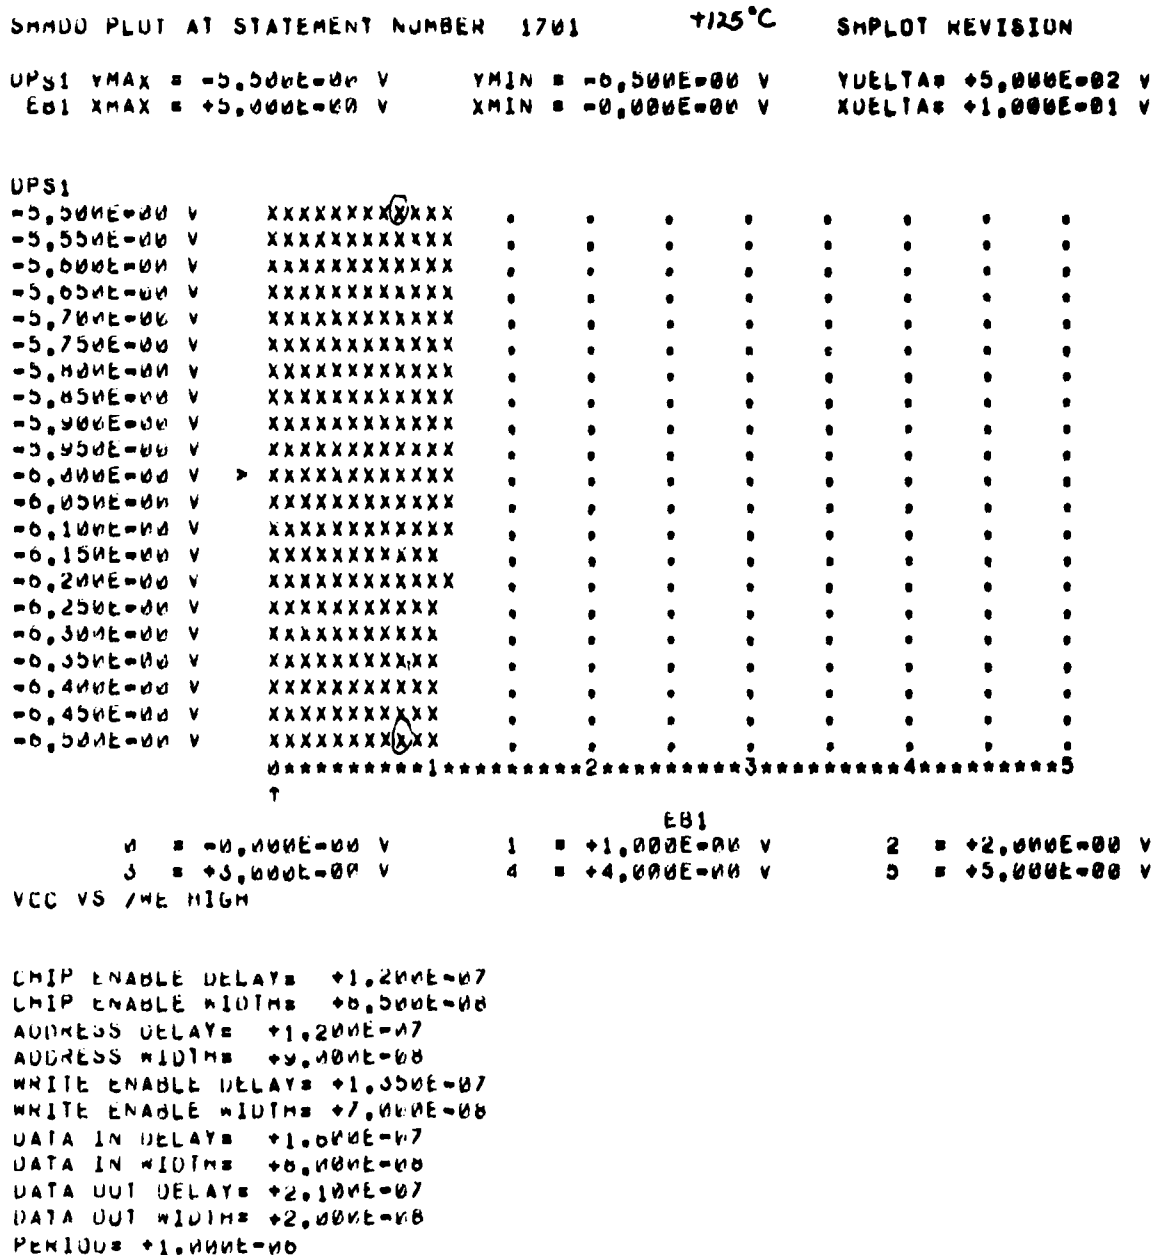 SHMOO PLOT AT STATEMENT NUMBER 1701 +125°C SHPLOT REVISION
DPS1 YMAX = -5.500E-00 V YMIN = -6.500E-00 V YDELTA= +5.000E-02 V
EB1 XMAX = +5.000E-00 V XMIN = -0.000E-00 V XDELTA= +1.000E-01 V
DPS1
-5.500E-00 V XXXXXXXXXXXX . . . . . . . .
-5.550E-00 V XXXXXXXXXXXX . . . . . . . .
-5.600E-00 V XXXXXXXXXXXX . . . . . . . .
-5.650E-00 V XXXXXXXXXXXX . . . . . . . .
-5.700E-00 V XXXXXXXXXXXX . . . . . . . .
-5.750E-00 V XXXXXXXXXXXX . . . . . . . .
-5.800E-00 V XXXXXXXXXXXX . . . . . . . .
-5.850E-00 V XXXXXXXXXXXX . . . . . . . .
-5.900E-00 V XXXXXXXXXXXX . . . . . . . .
-5.950E-00 V XXXXXXXXXXXX . . . . . . . .
-6.000E-00 V > XXXXXXXXXXXX . . . . . . . .
-6.050E-00 V XXXXXXXXXXXX . . . . . . . .
-6.100E-00 V XXXXXXXXXXXX . . . . . . . .
-6.150E-00 V XXXXXXXXXXX . . . . . . . .
-6.200E-00 V XXXXXXXXXXXX . . . . . . . .
-6.250E-00 V XXXXXXXXXXX . . . . . . . .
-6.300E-00 V XXXXXXXXXXX . . . . . . . .
-6.350E-00 V XXXXXXXXXXX . . . . . . . .
-6.400E-00 V XXXXXXXXXXX . . . . . . . .
-6.450E-00 V XXXXXXXXXXX . . . . . . . .
-6.500E-00 V XXXXXXXXXXX . . . . . . . .
0*********1*********2*********3*********4*********5
↑
EB1
0 = -0.000E-00 V 1 = +1.000E-00 V 2 = +2.000E-00 V
3 = +3.000E-00 V 4 = +4.000E-00 V 5 = +5.000E-00 V
VCC VS /WE HIGH
CHIP ENABLE DELAY= +1.200E-07
CHIP ENABLE WIDTH= +8.500E-08
ADDRESS DELAY= +1.200E-07
ADDRESS WIDTH= +9.000E-08
WRITE ENABLE DELAY= +1.350E-07
WRITE ENABLE WIDTH= +7.000E-08
DATA IN DELAY= +1.600E-07
DATA IN WIDTH= +8.000E-08
DATA OUT DELAY= +2.100E-07
DATA OUT WIDTH= +2.000E-08
PERIOD= +1.000E-06